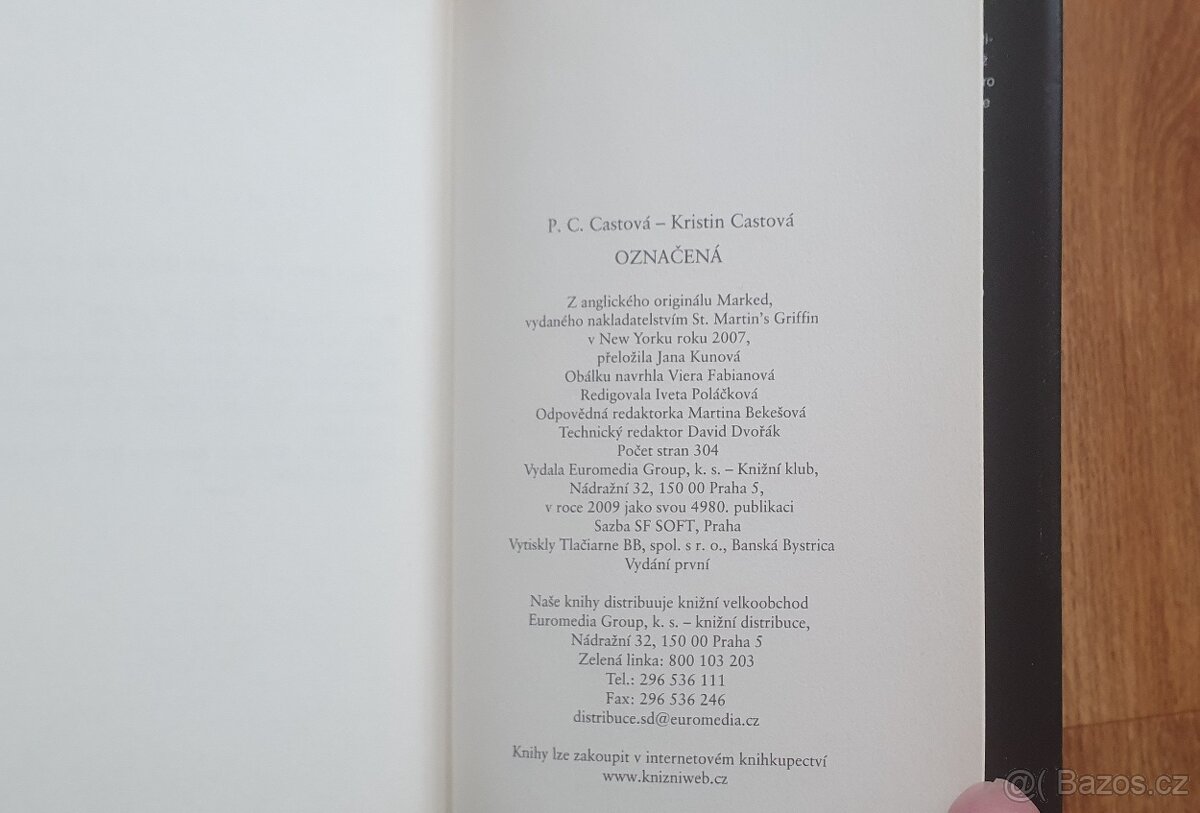 P. C. Castová – Kristin Castová
OZNAČENÁ
Z anglického originálu Marked,
vydaného nakladatelstvím St. Martin's Griffin
v New Yorku roku 2007,
přeložila Jana Kunová
Obálku navrhla Viera Fabianová
Redigovala Iveta Poláčková
Odpovědná redaktorka Martina Bekešová
Technický redaktor David Dvořák
Počet stran 304
Vydala Euromedia Group, k. s. – Knižní klub,
Nádražní 32, 150 00 Praha 5,
v roce 2009 jako svou 4980. publikaci
Sazba SF SOFT, Praha
Vytiskly Tlačiarne BB, spol. s r. o., Banská Bystrica
Vydání první
Naše knihy distribuuje knižní velkoobchod
Euromedia Group, k. s. – knižní distribuce,
Nádražní 32, 150 00 Praha 5
Zelená linka: 800 103 203
Tel.: 296 536 111
Fax: 296 536 246
distribuce.sd@euromedia.cz
Knihy lze zakoupit v internetovém knihkupectví
www.knizniweb.cz
@( Bazos.cz